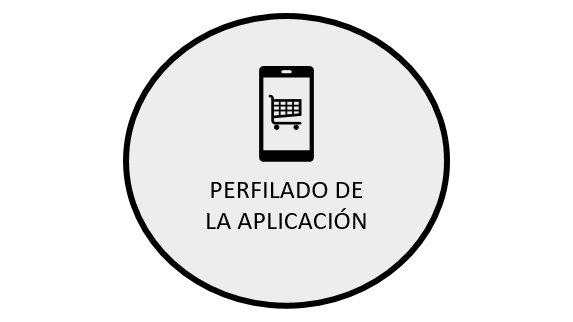 PERFILADO DE
LA APLICACIÓN